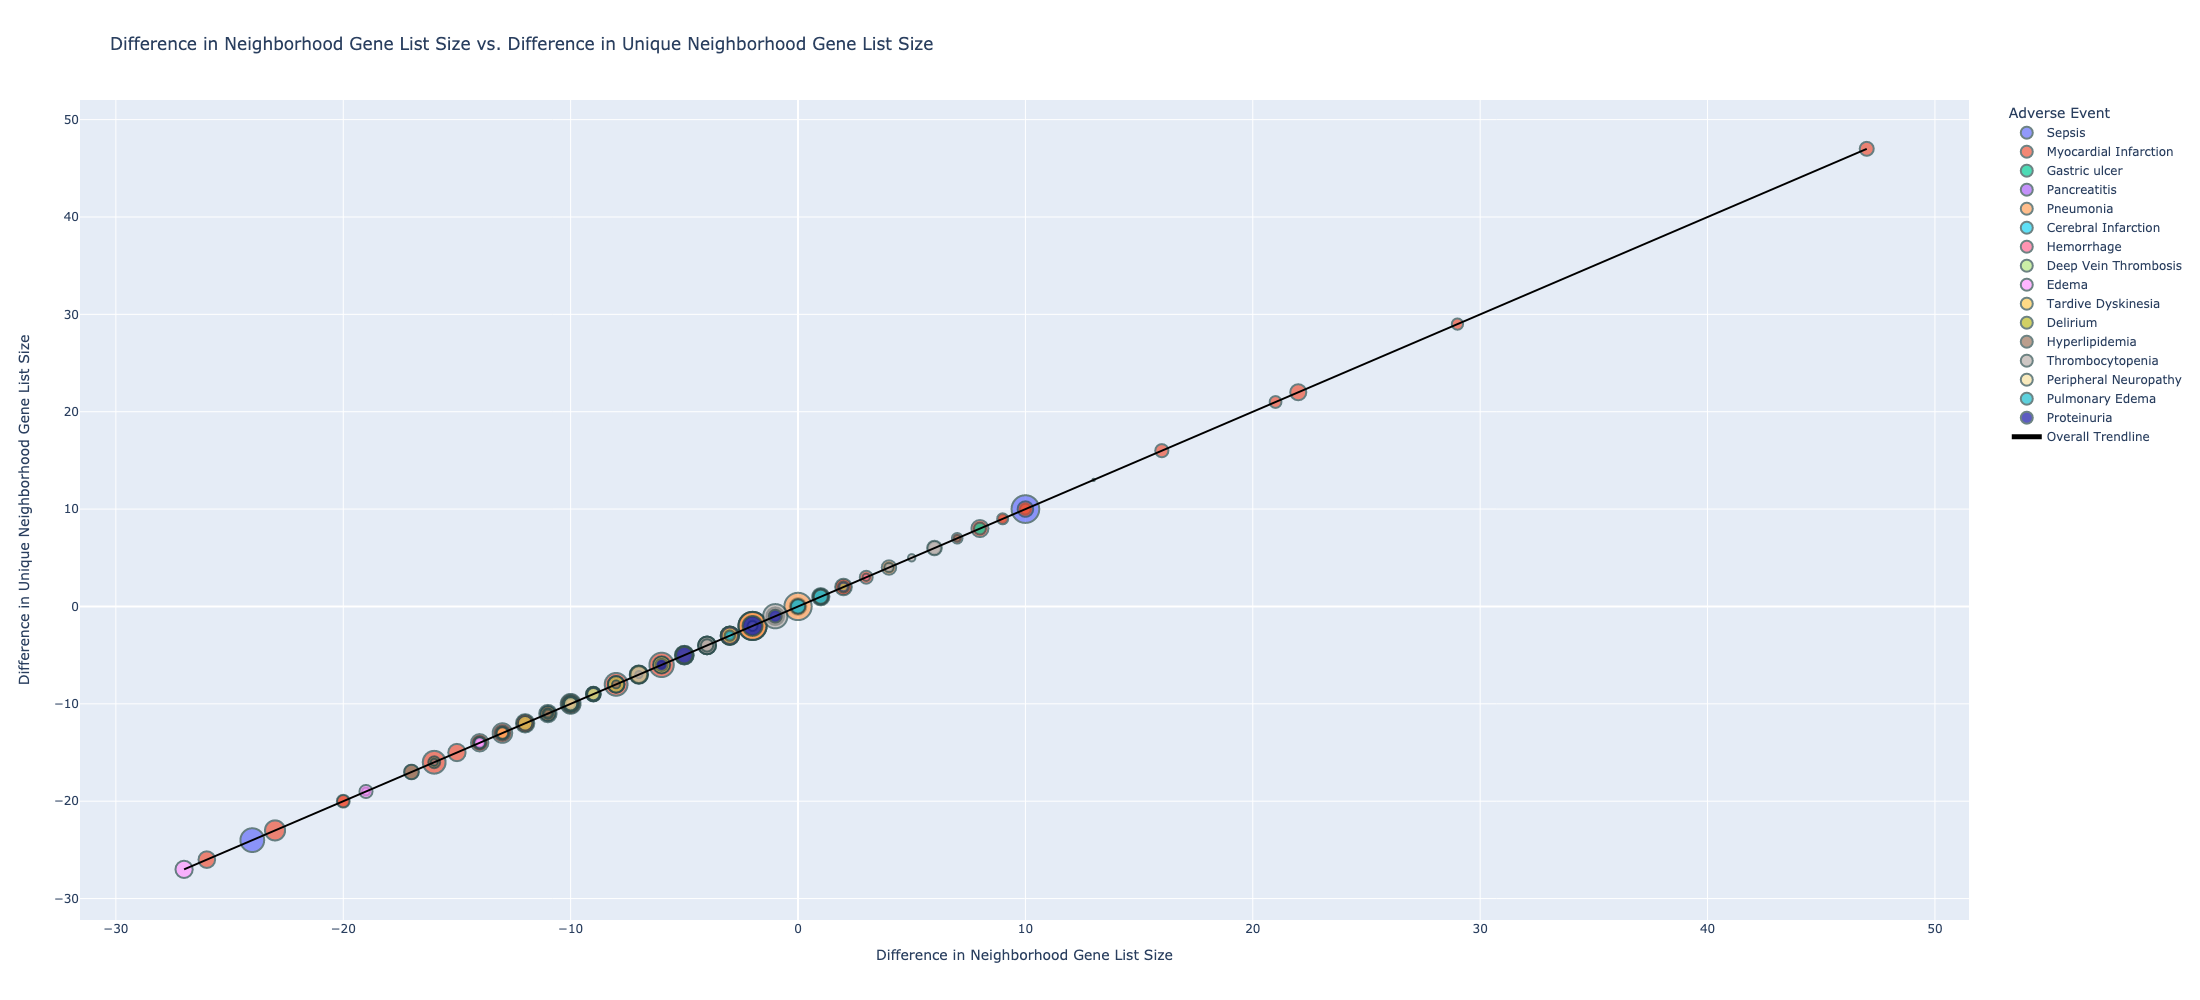 Difference in Neighborhood Gene List Size vs. Difference in Unique Neighborhood Gene List Size
Adverse Event
Sepsis
Myocardial Infarction
Gastric ulcer
Pancreatitis
Pneumonia
Cerebral Infarction
Hemorrhage
Deep Vein Thrombosis
Edema
Tardive Dyskinesia
Delirium
Hyperlipidemia
Thrombocytopenia
Peripheral Neuropathy
Pulmonary Edema
Proteinuria
Overall Trendline
Difference in Unique Neighborhood Gene List Size
50
40
30
20
10
0
−10
−20
−30
−30 −20 −10 0 10 20 30 40 50
Difference in Neighborhood Gene List Size